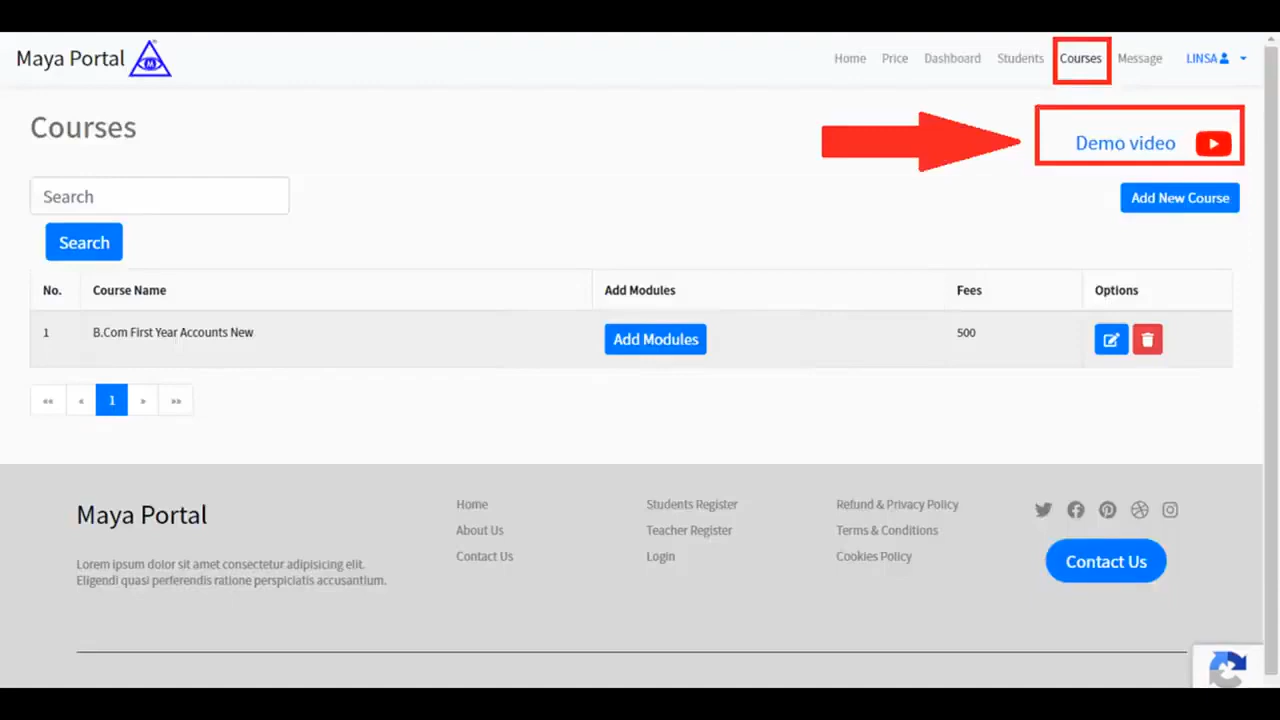 Maya Portal
Home Price Dashboard Students Courses Message LINSA
Courses
Demo video
Search
Add New Course
Search
No. Course Name Add Modules Fees Options
1 B.Com First Year Accounts New Add Modules 500
«« « 1 » »»
Maya Portal
Lorem ipsum dolor sit amet consectetur adipisicing elit.
Eligendi quasi perferendis ratione perspiciatis accusantium.
Home
About Us
Contact Us
Students Register
Teacher Register
Login
Refund & Privacy Policy
Terms & Conditions
Cookies Policy
Contact Us